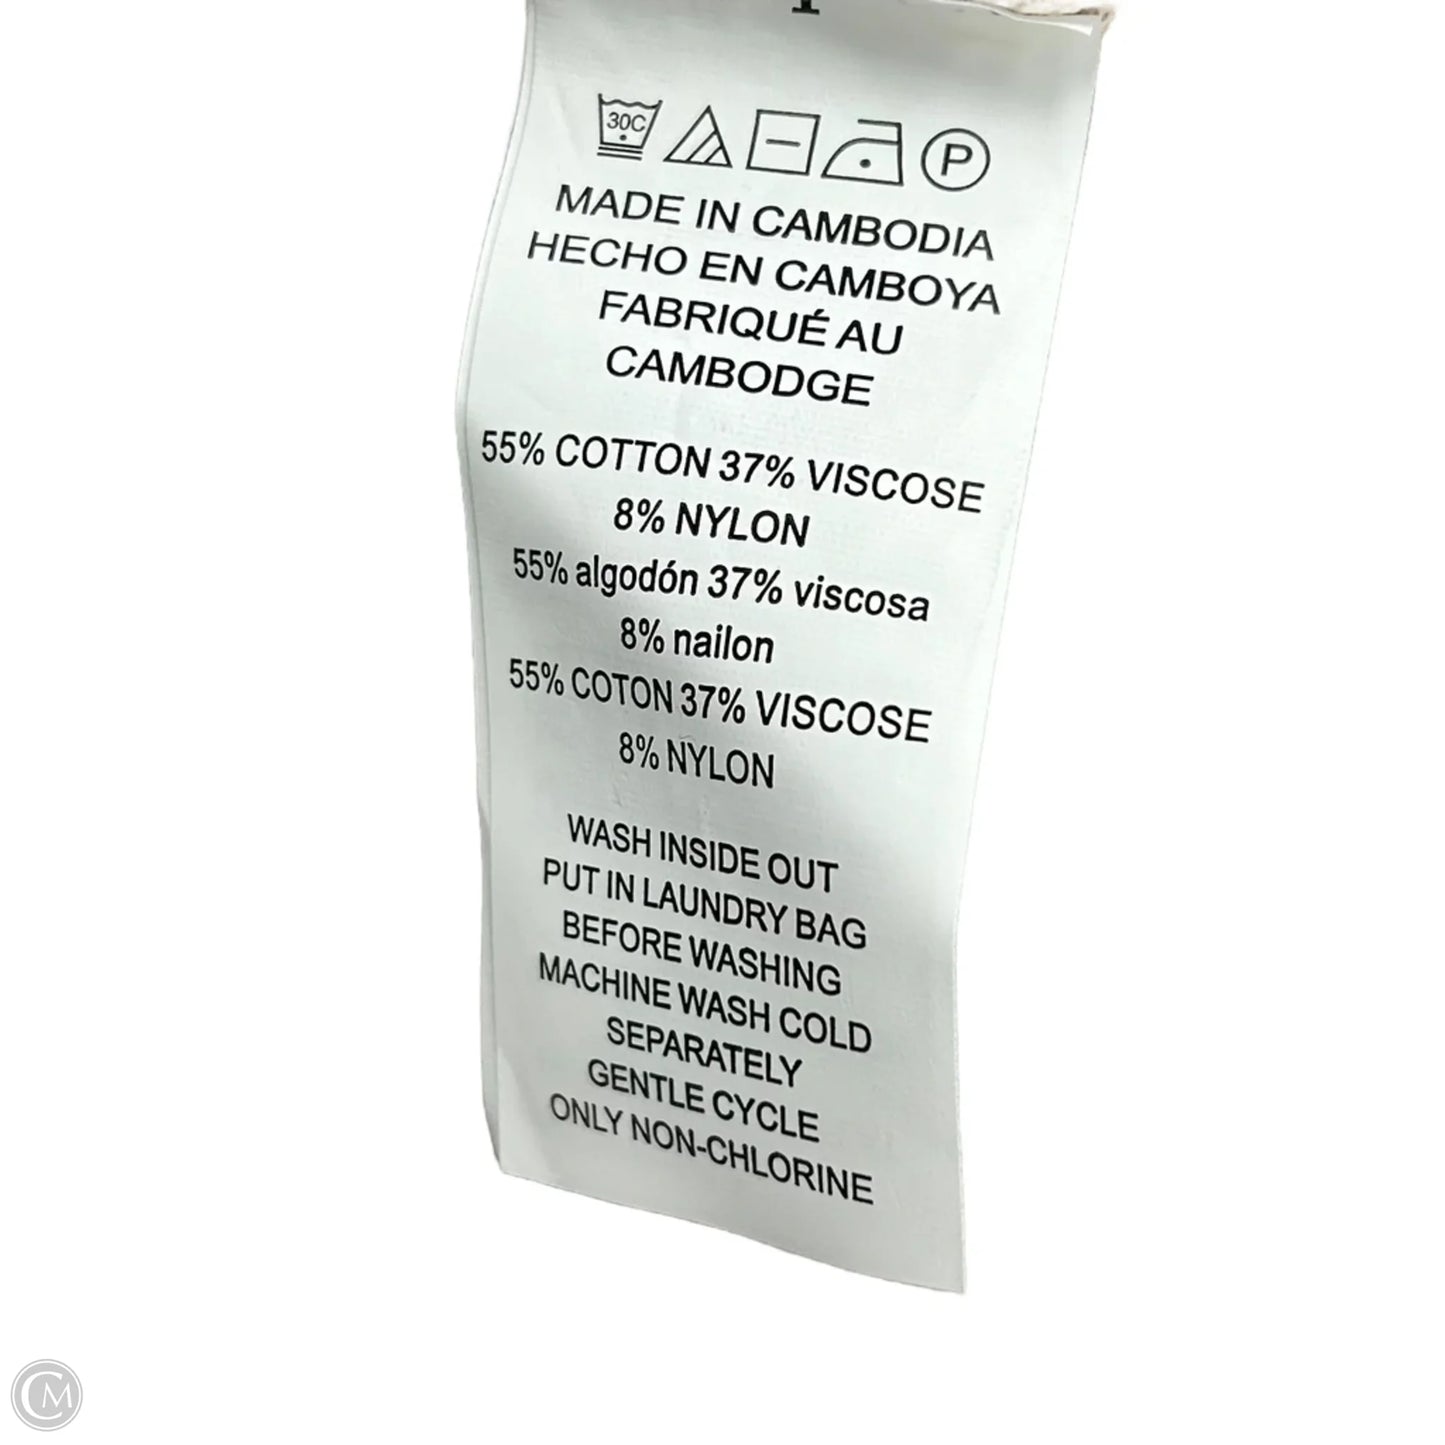 30C
P
MADE IN CAMBODIA
HECHO EN CAMBOYA
FABRIQUÉ AU
CAMBODGE
55% COTTON 37% VISCOSE
8% NYLON
55% algodón 37% viscosa
8% nailon
55% COTON 37% VISCOSE
8% NYLON
WASH INSIDE OUT
PUT IN LAUNDRY BAG
BEFORE WASHING
MACHINE WASH COLD
SEPARATELY
GENTLE CYCLE
ONLY NON-CHLORINE
CM